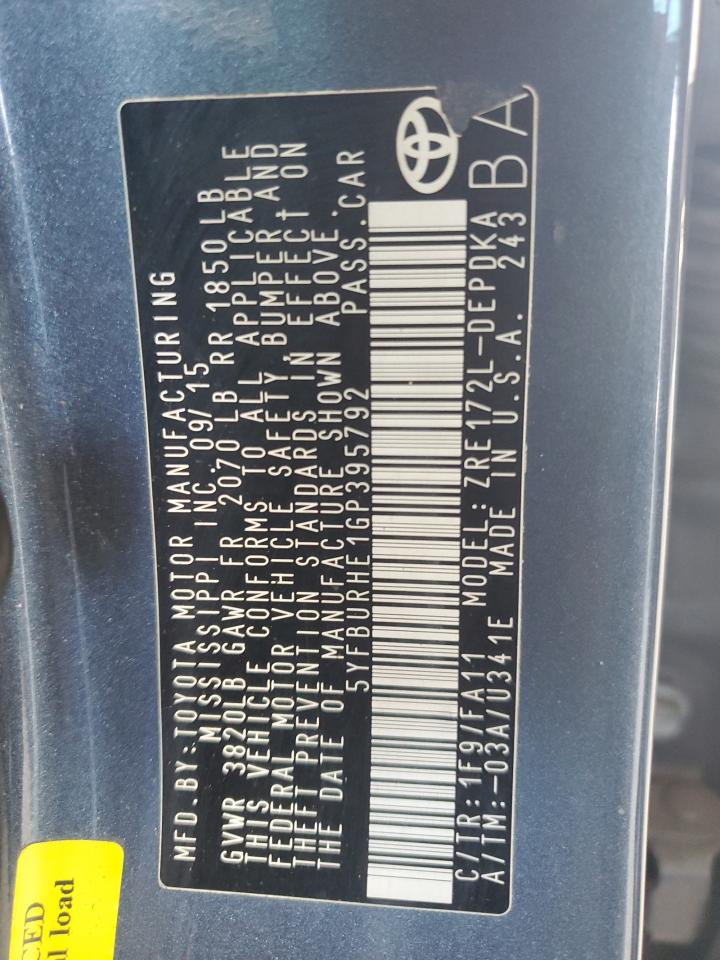 MFD.BY:TOYOTA MOTOR MANUFACTURING
MISSISSIPPI INC. 09/15
GVWR 3820LB GAWR FR 2070 LB RR 1850 LB
THIS VEHICLE CONFORMS TO ALL APPLICABLE
FEDERAL MOTOR VEHICLE SAFETY, BUMPER AND
THEFT PREVENTION STANDARDS IN EFFECT ON
THE DATE OF MANUFACTURE SHOWN ABOVE.
5YFBURHE1GP395792 PASS.CAR
C/TR:1F9/FA11 MODEL: ZRE172L-DEPDKA
A/TM:-03A/U341E MADE IN U.S.A. 243
BA
CED
load